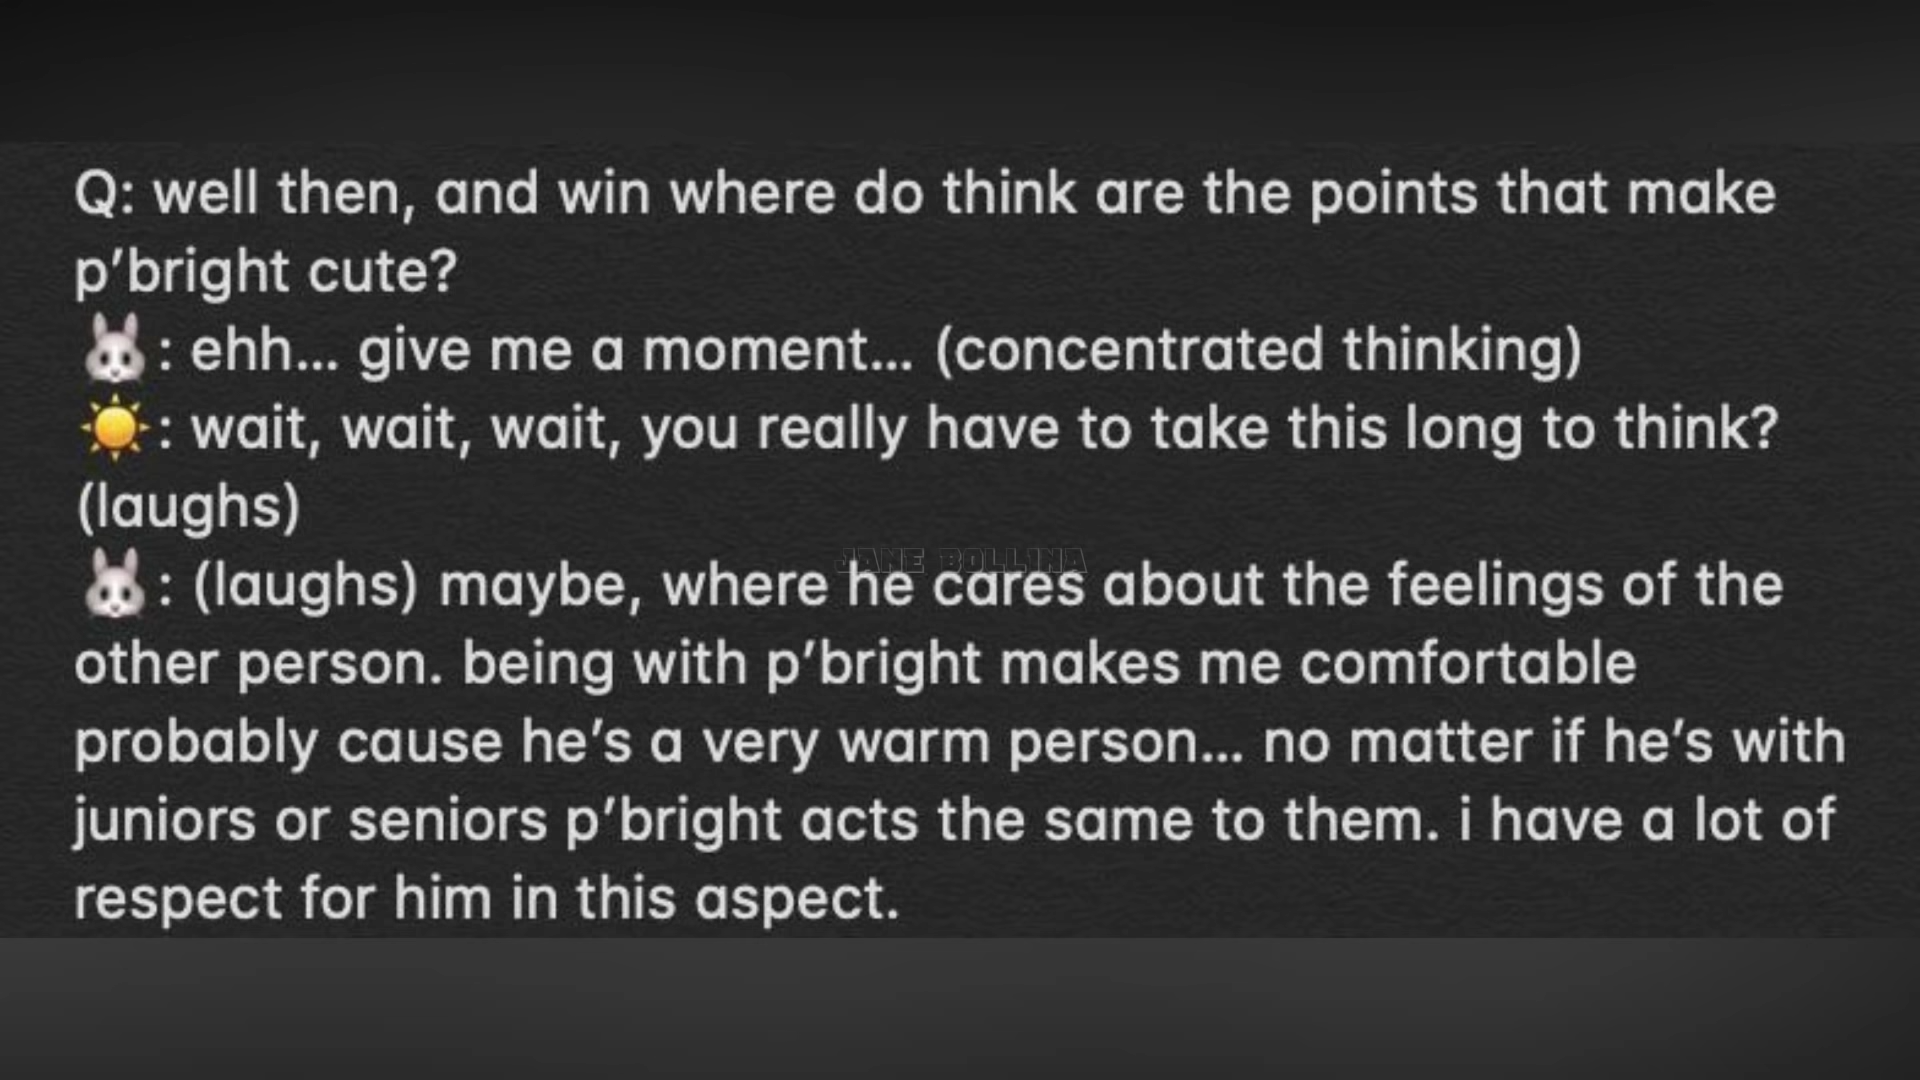 Q: well then, and win where do think are the points that make
p’bright cute?
🐰: ehh... give me a moment... (concentrated thinking)
☀️: wait, wait, wait, you really have to take this long to think?
(laughs)
🐰: (laughs) maybe, where he cares about the feelings of the
JANE BOLLINA
other person. being with p’bright makes me comfortable
probably cause he’s a very warm person... no matter if he’s with
juniors or seniors p’bright acts the same to them. i have a lot of
respect for him in this aspect.